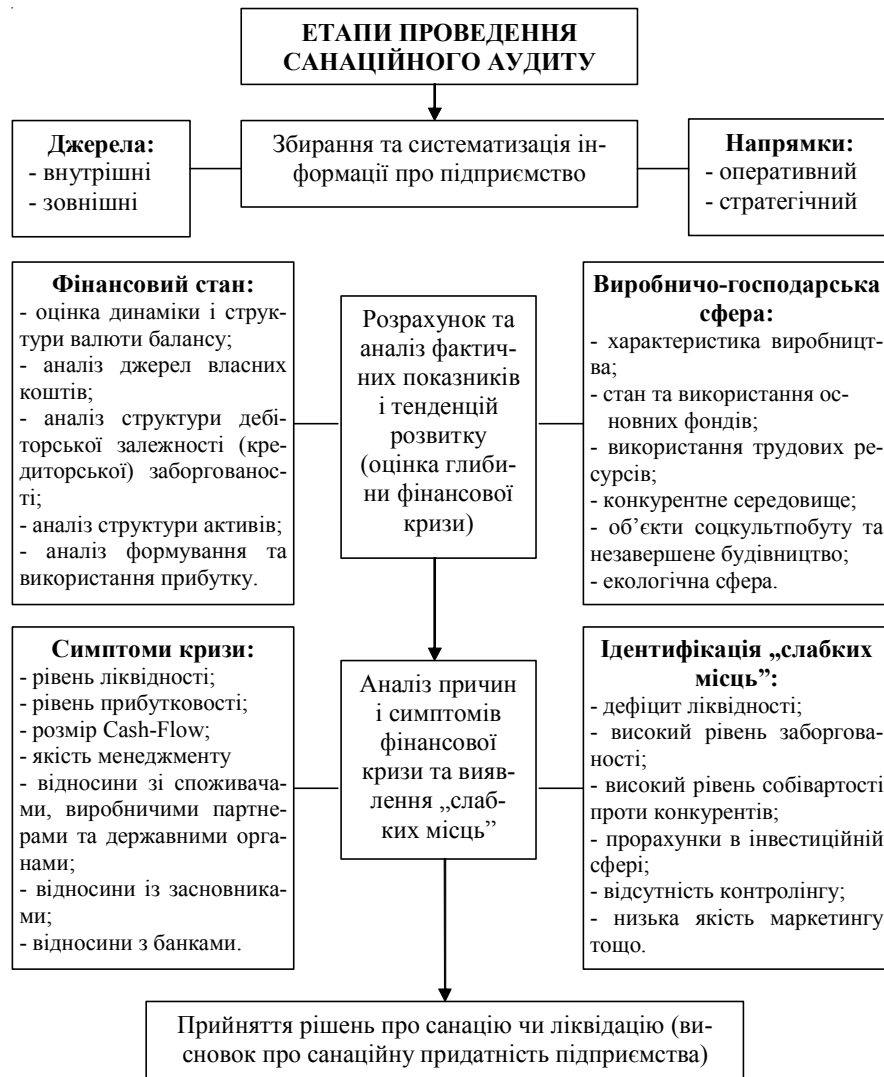 ЕТАПИ ПРОВЕДЕННЯ
САНАЦІЙНОГО АУДИТУ
Джерела:
- внутрішні
- зовнішні
Збирання та систематизація ін-
формації про підприємство
Напрямки:
- оперативний
- стратегічний
Фінансовий стан:
- оцінка динаміки і струк-
тури валюти балансу;
- аналіз джерел власних
коштів;
- аналіз структури дебі-
торської залежності (кре-
диторської) заборгованос-
ті;
- аналіз структури активів;
- аналіз формування та
використання прибутку.
Розрахунок та
аналіз фактич-
них показників
і тенденцій
розвитку
(оцінка глиби-
ни фінансової
кризи)
Виробничо-господарська
сфера:
- характеристика виробницт-
ва;
- стан та використання ос-
новних фондів;
- використання трудових ре-
сурсів;
- конкурентне середовище;
- об’єкти соцкультпобуту та
незавершене будівництво;
- екологічна сфера.
Симптоми кризи:
- рівень ліквідності;
- рівень прибутковості;
- розмір Cash-Flow;
- якість менеджменту
- відносини зі споживача-
ми, виробничими партне-
рами та державними орга-
нами;
- відносини із засновника-
ми;
- відносини з банками.
Аналіз причин
і симптомів
фінансової
кризи та вияв-
лення „слаб-
ких місць”
Ідентифікація „слабких
місць”:
- дефіцит ліквідності;
- високий рівень заборгова-
ності;
- високий рівень собівартості
проти конкурентів;
- прорахунки в інвестиційній
сфері;
- відсутність контролінгу;
- низька якість маркетингу
тощо.
Прийняття рішень про санацію чи ліквідацію (ви-
сновок про санаційну придатність підприємства)